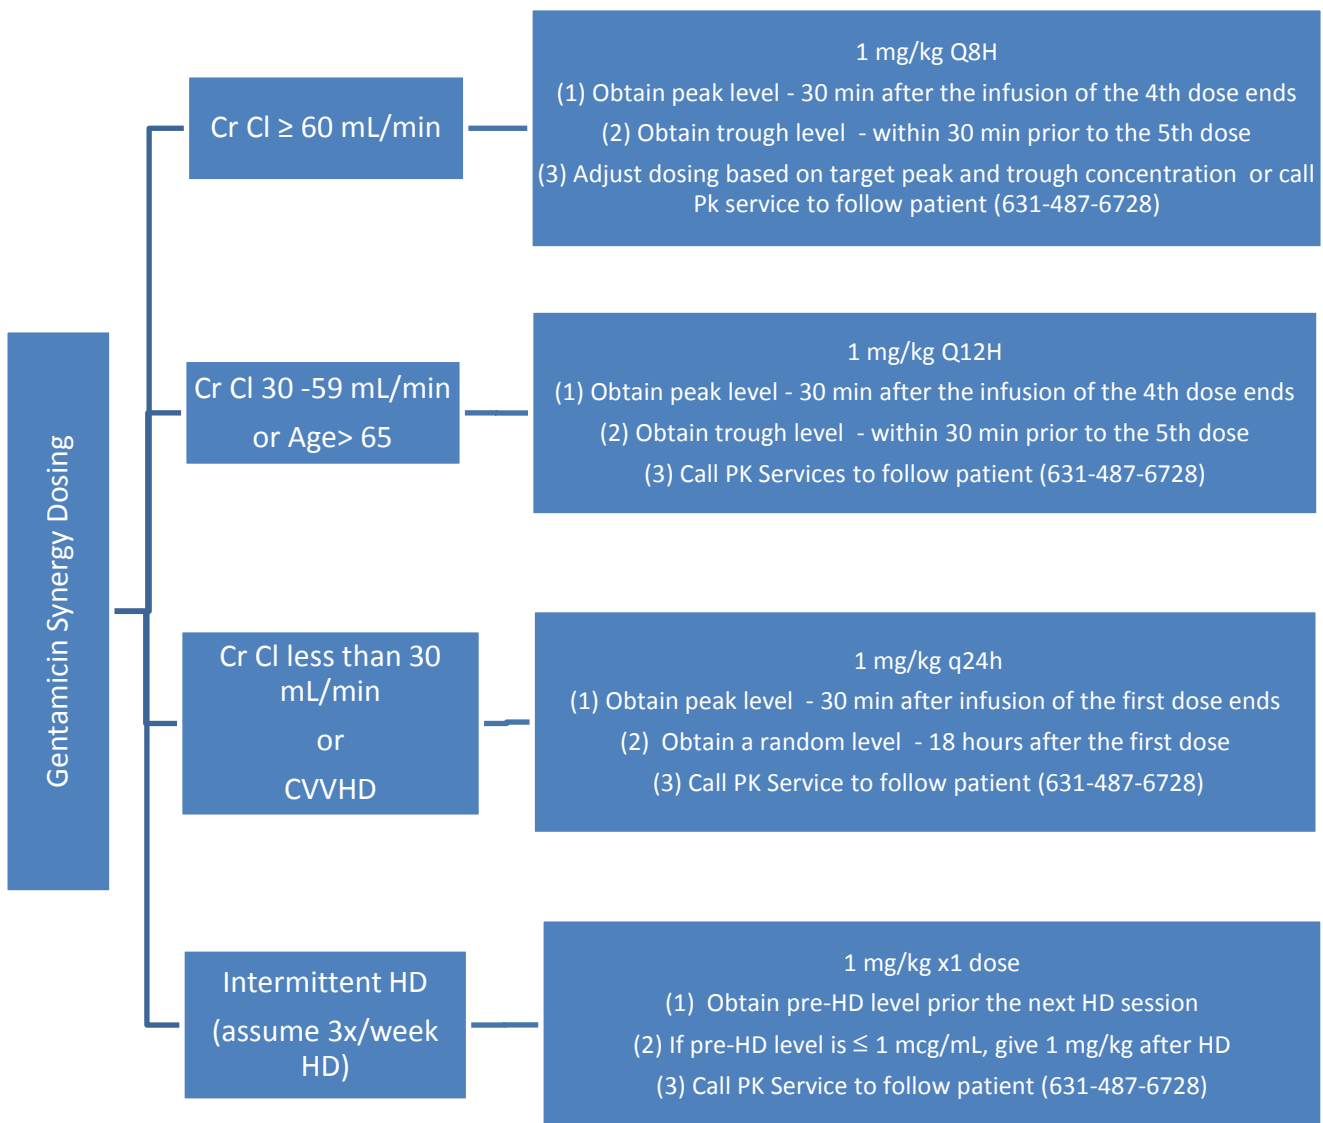 Gentamicin Synergy Dosing
Cr Cl ≥ 60 mL/min
1 mg/kg Q8H
(1) Obtain peak level - 30 min after the infusion of the 4th dose ends
(2) Obtain trough level  - within 30 min prior to the 5th dose
(3) Adjust dosing based on target peak and trough concentration  or call
Pk service to follow patient (631-487-6728)
Cr Cl 30 -59 mL/min
or Age> 65
1 mg/kg Q12H
(1) Obtain peak level - 30 min after the infusion of the 4th dose ends
(2) Obtain trough level  - within 30 min prior to the 5th dose
(3) Call PK Services to follow patient (631-487-6728)
Cr Cl less than 30
mL/min
or
CVVHD
1 mg/kg q24h
(1) Obtain peak level  - 30 min after infusion of the first dose ends
(2)  Obtain a random level  - 18 hours after the first dose
(3) Call PK Service to follow patient (631-487-6728)
Intermittent HD
(assume 3x/week
HD)
1 mg/kg x1 dose
(1)  Obtain pre-HD level prior the next HD session
(2) If pre-HD level is ≤ 1 mcg/mL, give 1 mg/kg after HD
(3) Call PK Service to follow patient (631-487-6728)